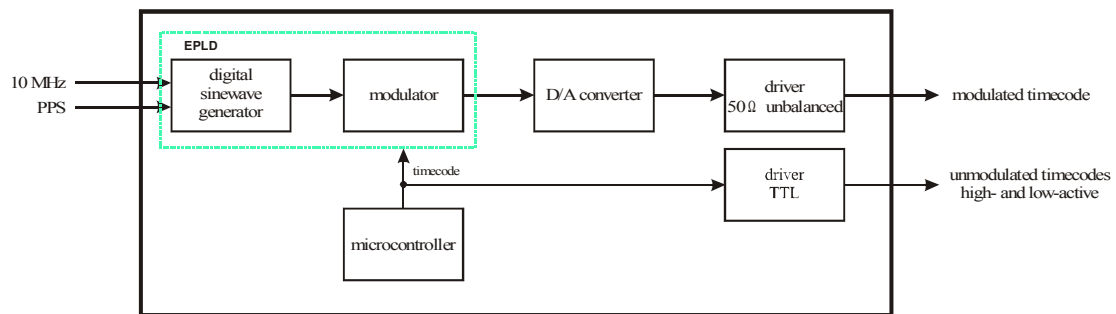 EPLD
10 MHz
PPS
digital
sinewave
generator
modulator
D/A converter
driver
50Ω unbalanced
modulated timecode
timecode
driver
TTL
unmodulated timecodes
high- and low-active
microcontroller